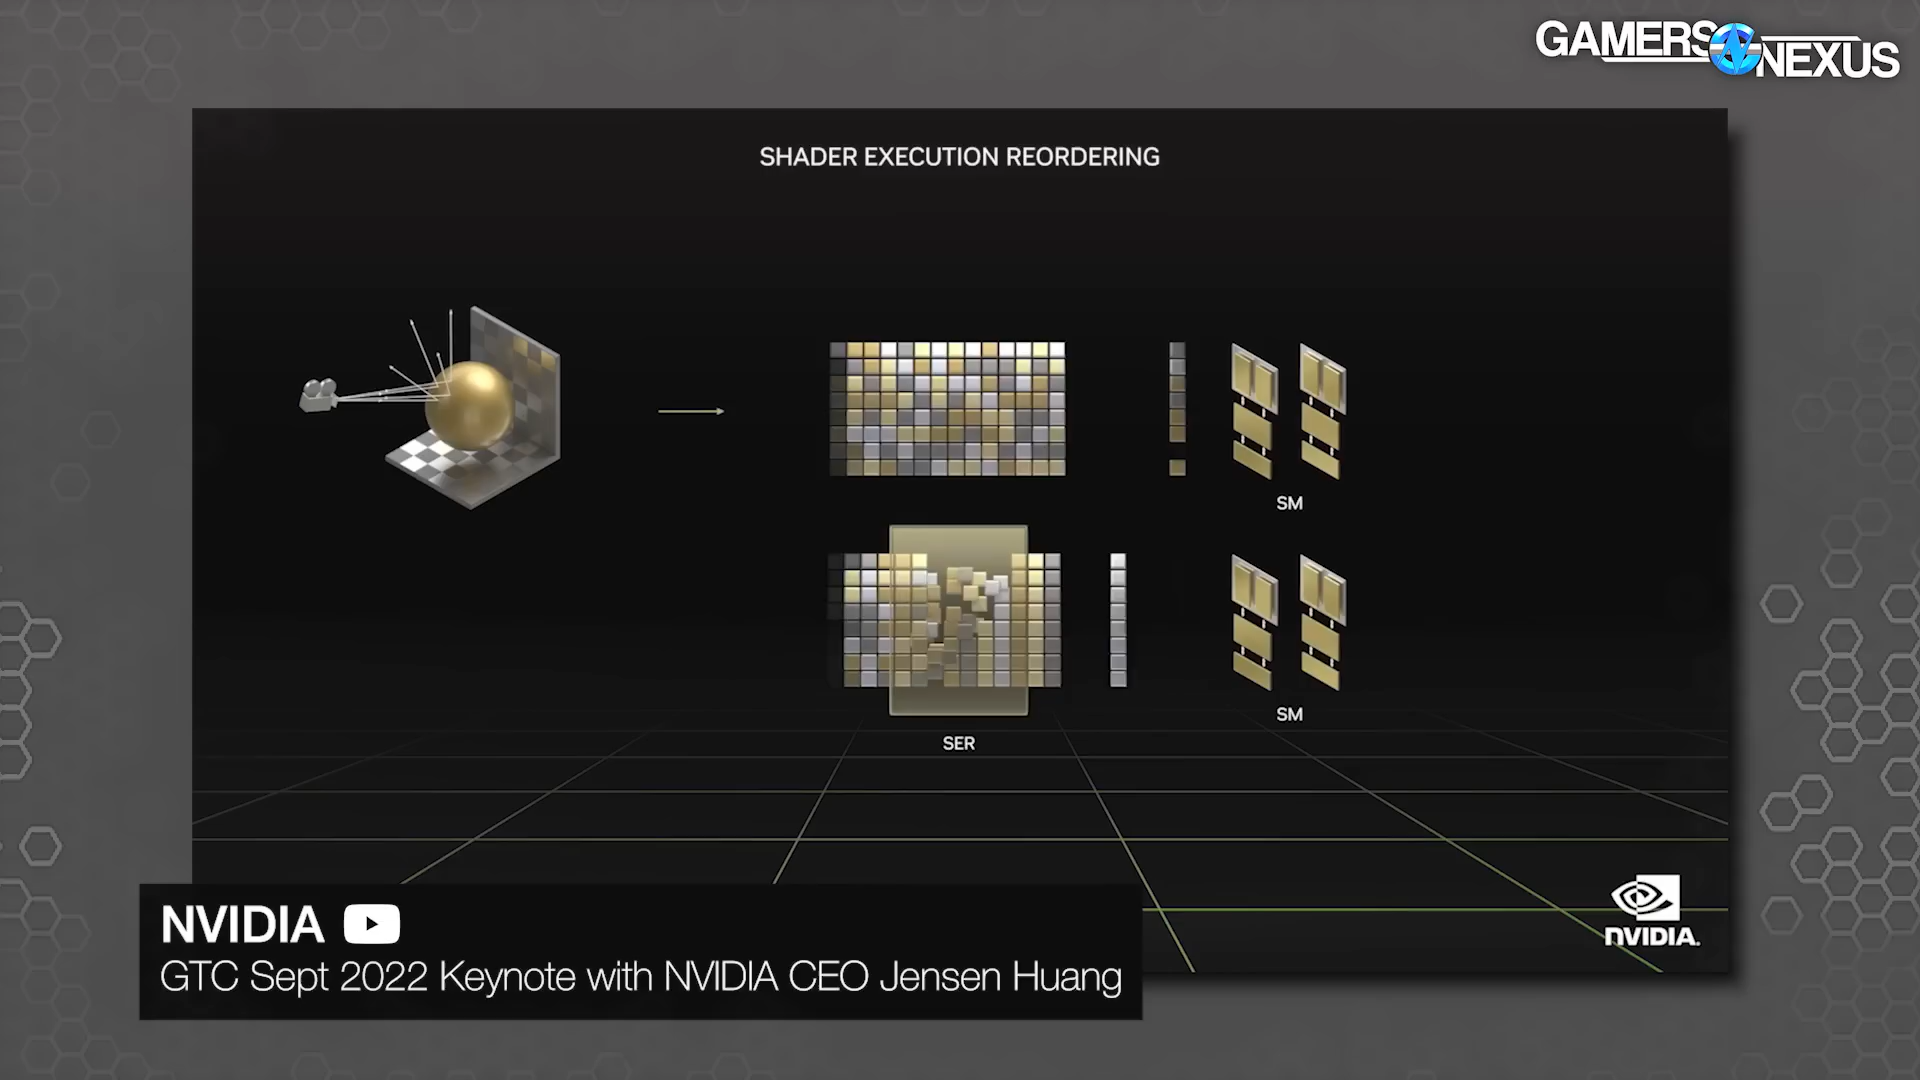 GAMERS NEXUS
SHADER EXECUTION REORDERING
SM
SM
SER
NVIDIA
NVIDIA.
GTC Sept 2022 Keynote with NVIDIA CEO Jensen Huang